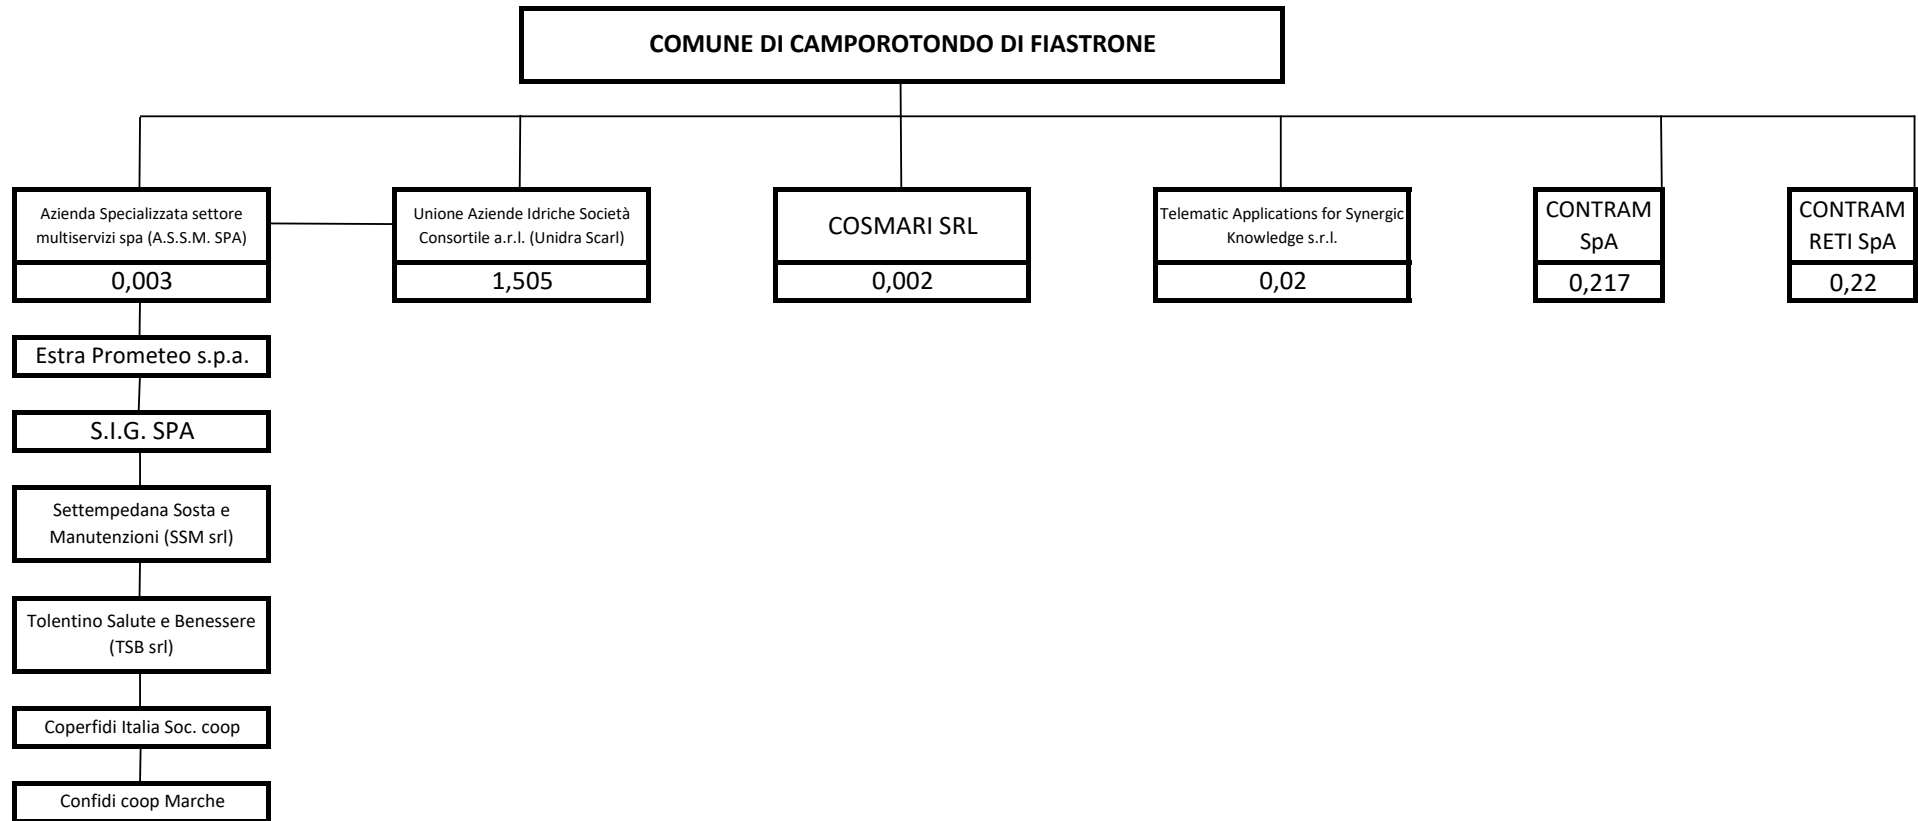 COMUNE DI CAMPOROTONDO DI FIASTRONE
Azienda Specializzata settore
multiservizi spa (A.S.S.M. SPA)
0,003
Unione Aziende Idriche Società
Consortile a.r.l. (Unidra Scarl)
1,505
COSMARI SRL
0,002
Telematic Applications for Synergic
Knowledge s.r.l.
0,02
CONTRAM
SpA
0,217
CONTRAM
RETI SpA
0,22
Estra Prometeo s.p.a.
S.I.G. SPA
Settempedana Sosta e
Manutenzioni (SSM srl)
Tolentino Salute e Benessere
(TSB srl)
Coperfidi Italia Soc. coop
Confidi coop Marche